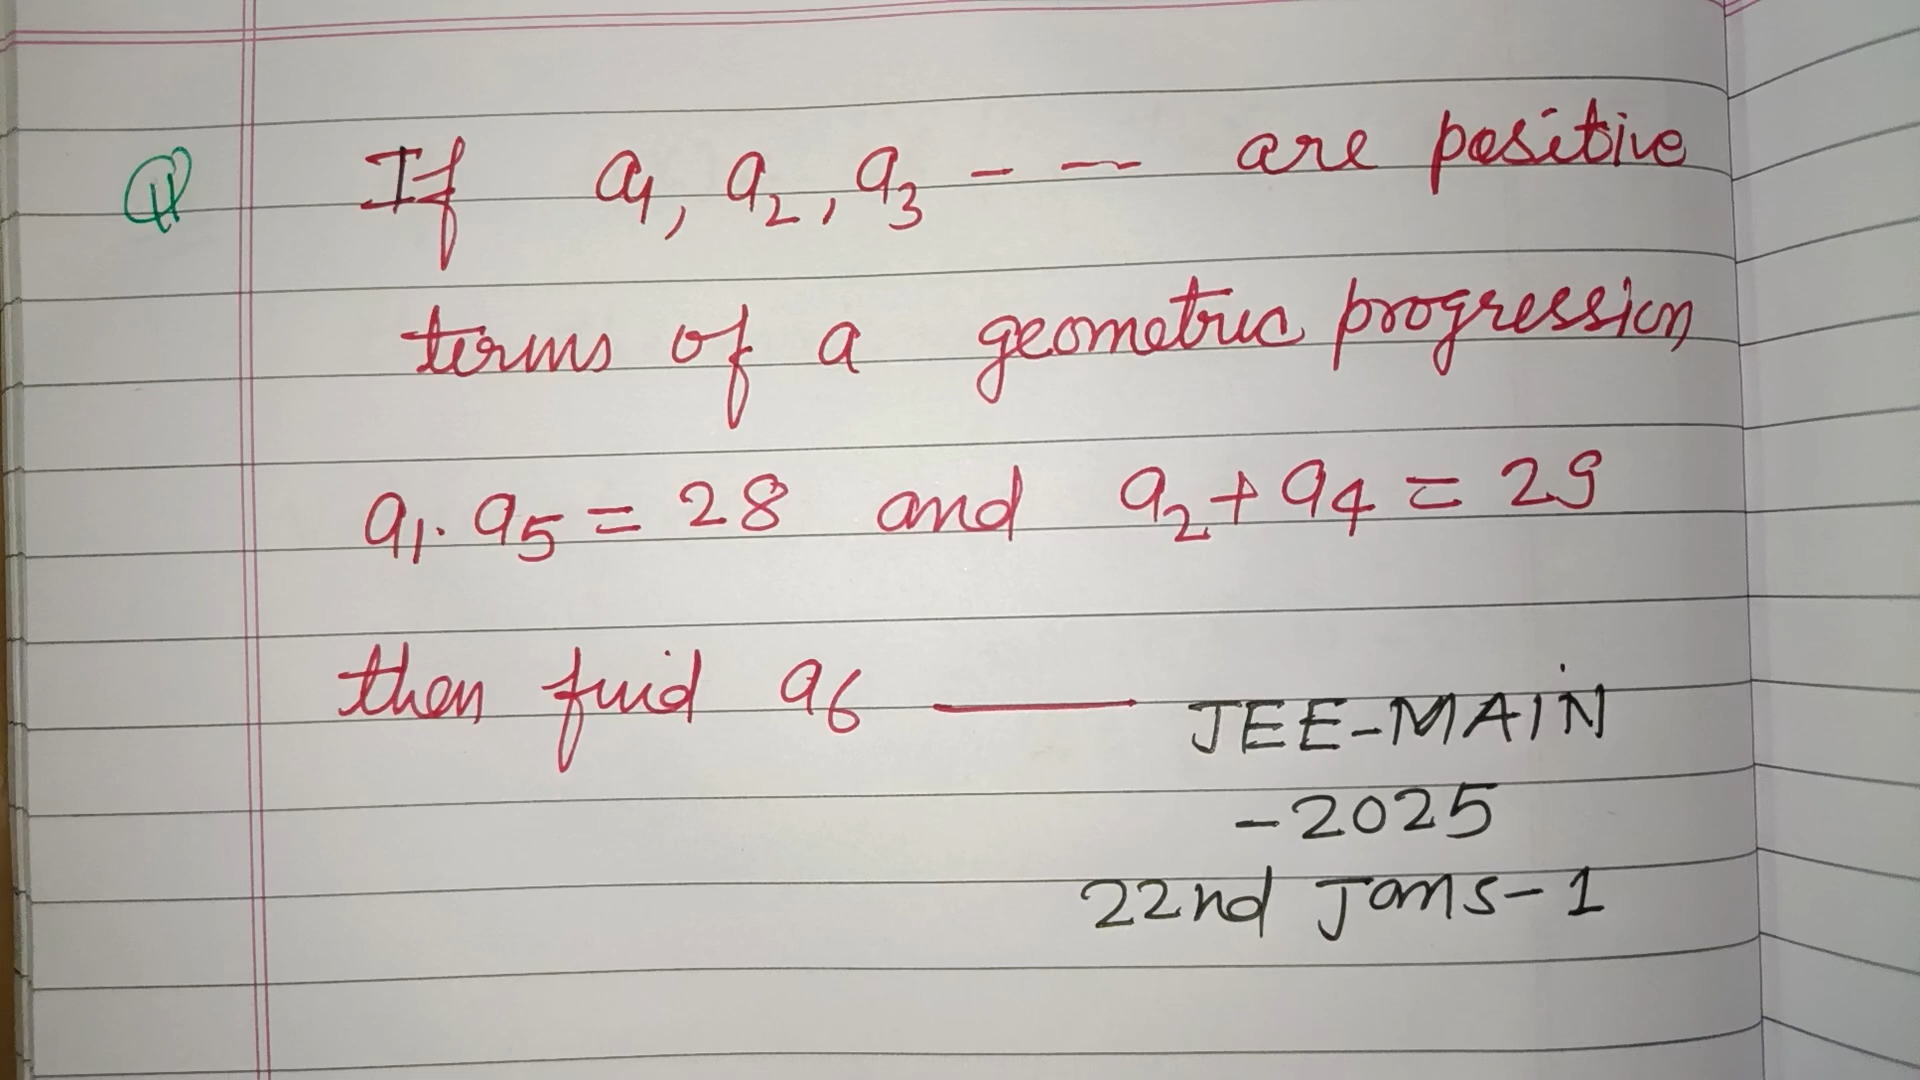 Q If a1, a2, a3 - - are positive
terms of a geometric progression
a1. a5 = 28 and a2 + a4 = 29
then find a6 — JEE-MAIN
-2025
22nd Jans-1